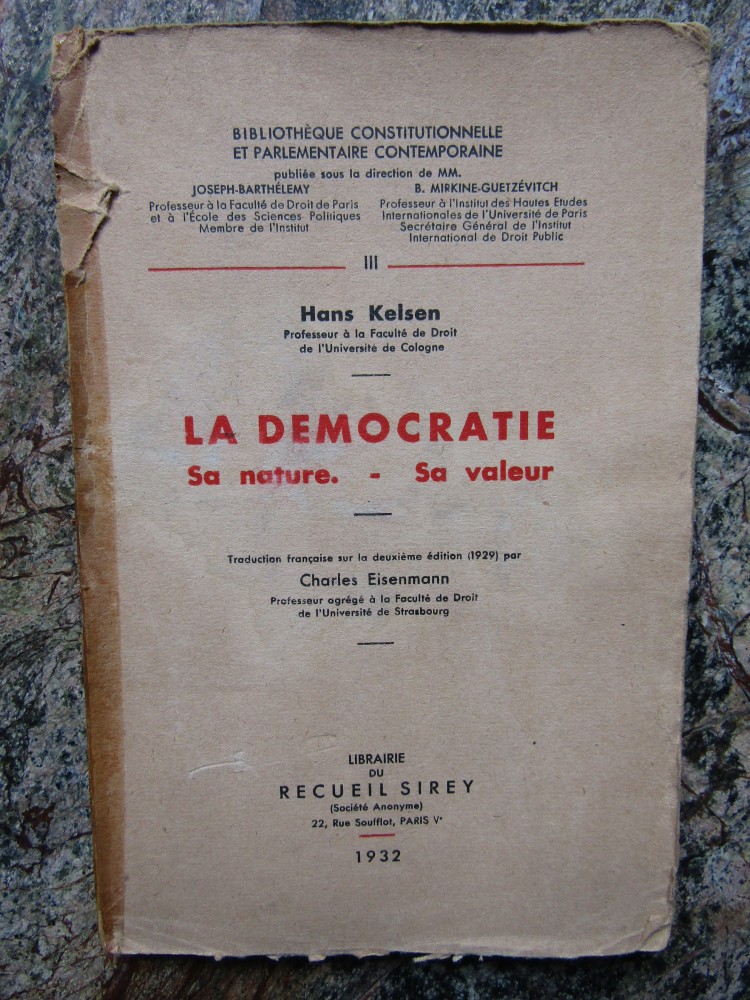 BIBLIOTHÈQUE CONSTITUTIONNELLE
ET PARLEMENTAIRE CONTEMPORAINE
publiée sous la direction de MM.
JOSEPH-BARTHÉLEMY
Professeur à la Faculté de Droit de Paris
et à l'École des Sciences Politiques
Membre de l'Institut
B. MIRKINE-GUETZÉVITCH
Professeur à l'Institut des Hautes Etudes
Internationales de l'Université de Paris
Secrétaire Général de l'Institut
International de Droit Public
III
Hans Kelsen
Professeur à la Faculté de Droit
de l'Université de Cologne
LA DEMOCRATIE
Sa nature. - Sa valeur
Traduction française sur la deuxième édition (1929) par
Charles Eisenmann
Professeur agrégé à la Faculté de Droit
de l'Université de Strasbourg
LIBRAIRIE
DU
RECUEIL SIREY
(Société Anonyme)
22, Rue Soufflot, PARIS Vᵉ
1932